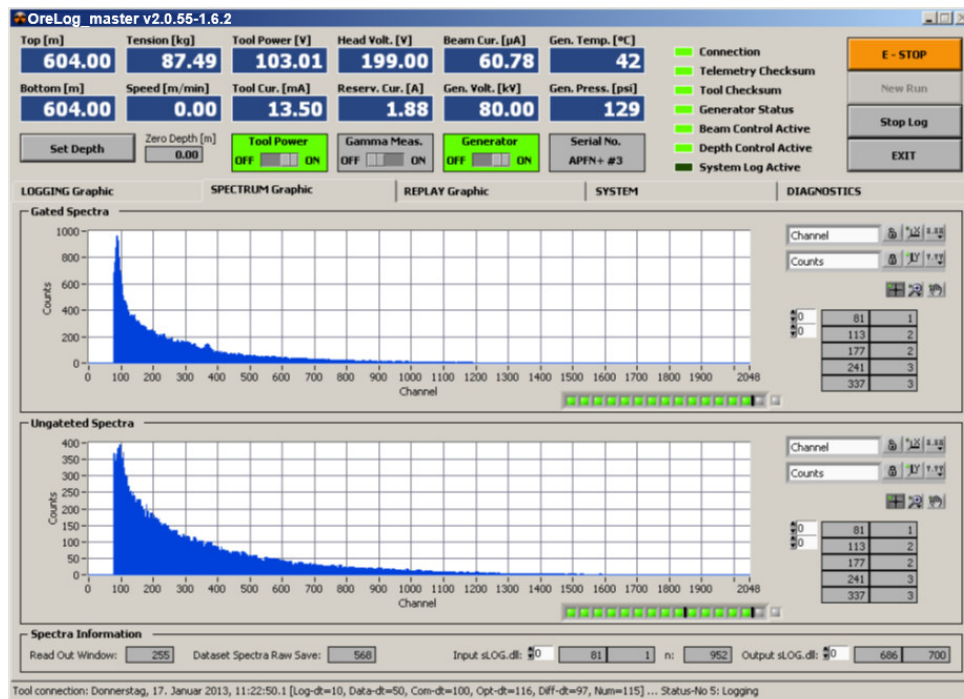 OreLog_master v2.0.55-1.6.2
Top [m] Tension [kg] Tool Power [V] Head Volt. [V] Beam Cur. [µA] Gen. Temp. [ºC]
604.00 87.49 103.01 199.00 60.78 42
Bottom [m] Speed [m/min] Tool Cur. [mA] Reserv. Cur. [A] Gen. Volt. [kV] Gen. Press. [psi]
604.00 0.00 13.50 1.88 80.00 129
Set Depth
Zero Depth [m]
0.00
Tool Power
OFF ON
Gamma Meas.
OFF ON
Generator
OFF ON
Serial No.
APFN+ #3
Connection
Telemetry Checksum
Tool Checksum
Generator Status
Beam Control Active
Depth Control Active
System Log Active
E - STOP
New Run
Stop Log
EXIT
LOGGING Graphic SPECTRUM Graphic REPLAY Graphic SYSTEM DIAGNOSTICS
Gated Spectra
1000
800
600
400
200
0
Counts
0 100 200 300 400 500 600 700 800 900 1000 1100 1200 1300 1400 1500 1600 1700 1800 1900 2048
Channel
Channel
Counts
0
0
81 1
113 2
177 2
241 3
337 3
Ungateted Spectra
400
350
300
250
200
150
100
50
0
Counts
0 100 200 300 400 500 600 700 800 900 1000 1100 1200 1300 1400 1500 1600 1700 1800 1900 2048
Channel
Channel
Counts
0
0
81 1
113 2
177 2
241 3
337 3
Spectra Information
Read Out Window: 255 Dataset Spectra Raw Save: 568 Input sLOG.dll: 0 81 1 n: 952 Output sLOG.dll: 0 686 700
Tool connection: Donnerstag, 17. Januar 2013, 11:22:50.1 [Log-dt=10, Data-dt=50, Com-dt=100, Opt-dt=116, Diff-dt=97, Num=115] ... Status-No 5: Logging